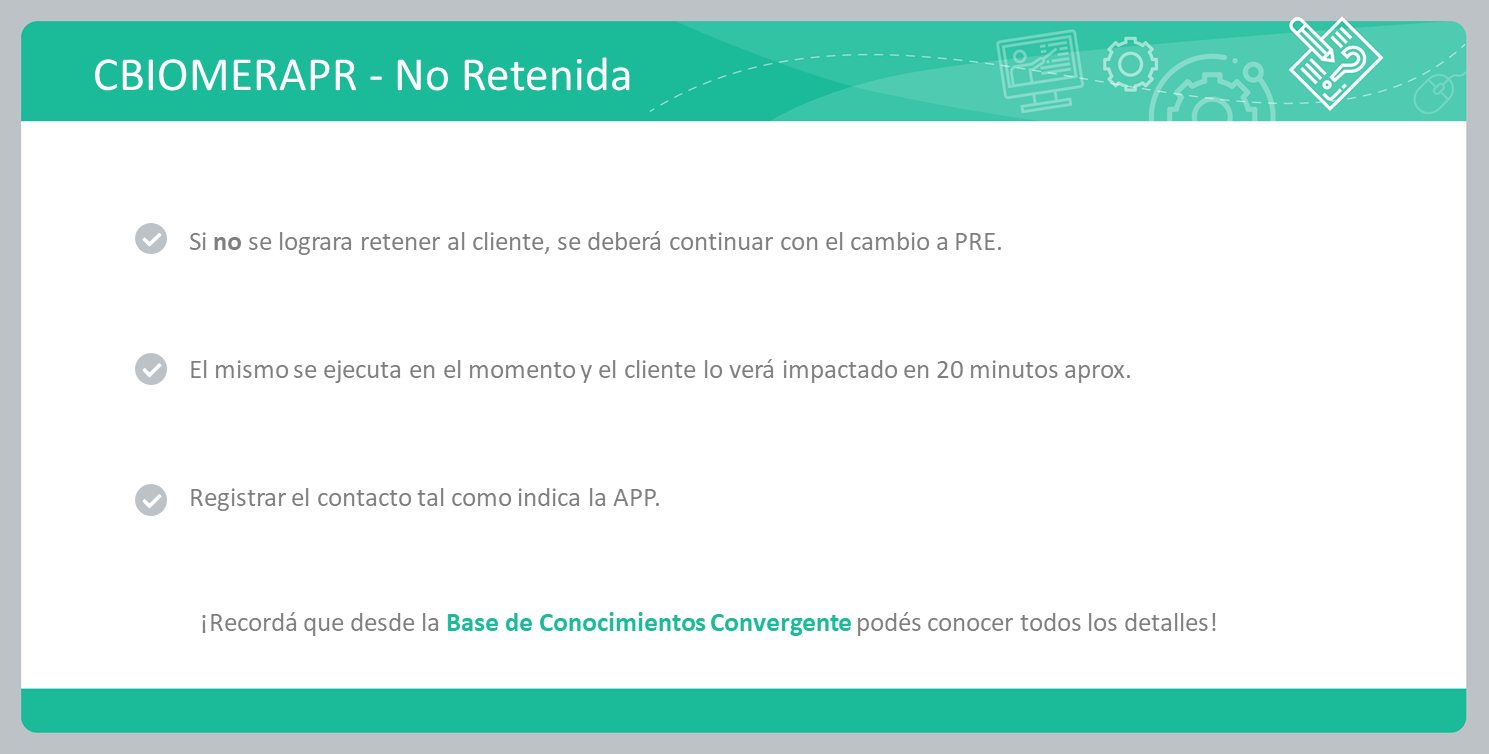 CBIOMERAPR - No Retenida
Si no se lograra retener al cliente, se deberá continuar con el cambio a PRE.
El mismo se ejecuta en el momento y el cliente lo verá impactado en 20 minutos aprox.
Registrar el contacto tal como indica la APP.
¡Recordá que desde la Base de Conocimientos Convergente podés conocer todos los detalles!